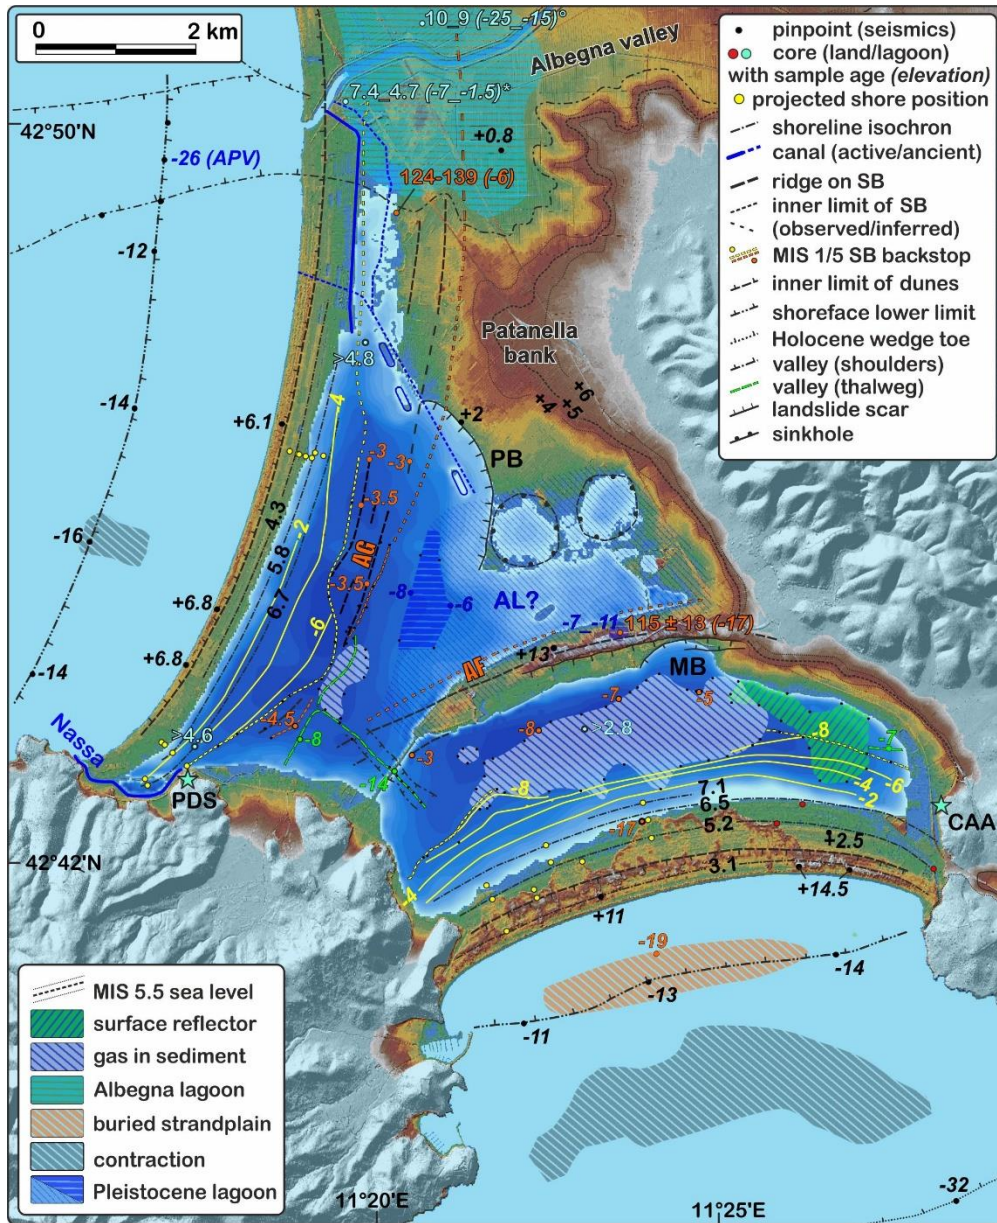 0 2 km
10_9 (-25_-15)°
Albegna valley
7.4_4.7 (-7_-1.5)*
+0.8
42°50'N
-26 (APV)
124-139 (-6)
-12
Patanella
bank
>4.8
-14
+6.1
+6
+5
+4
+2
4
PB
-3
-3
-3.5
4.3
-2
5.8
AG
-16
6.7
-3.5
-8
-6
AL?
+6.8
-6
-7_-11
115 ± 13 (-17)
+13
+6.8
-14
AF
MB
-7
-5
-4.5
>4.6
-8
-8
>2.8
-8
-7
Nassa
-3
-14
PDS
-8
-6
-4
-2
7.1
6.5
CAA
-17
5.2
+2.5
42°42'N
3.1
-4
+14.5
+11
-19
-14
-13
-11
11°20'E
11°25'E
-32
pinpoint (seismics)
core (land/lagoon)
with sample age (elevation)
projected shore position
shoreline isochron
canal (active/ancient)
ridge on SB
inner limit of SB
(observed/inferred)
MIS 1/5 SB backstop
inner limit of dunes
shoreface lower limit
Holocene wedge toe
valley (shoulders)
valley (thalweg)
landslide scar
sinkhole
MIS 5.5 sea level
surface reflector
gas in sediment
Albegna lagoon
buried strandplain
contraction
Pleistocene lagoon